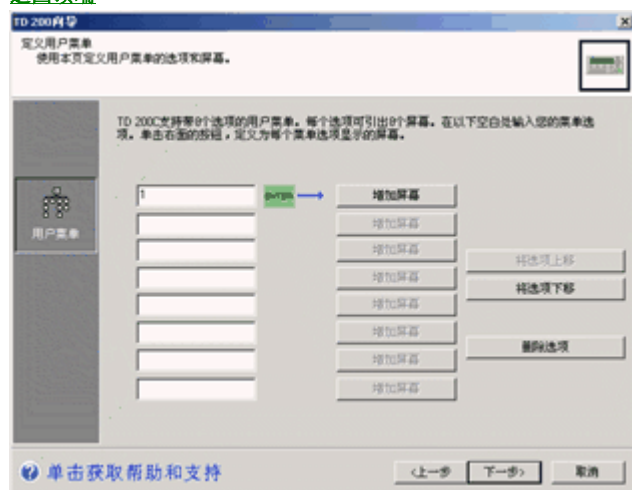 返回顶端
TD 200向导
定义用户菜单
使用本页定义用户菜单的选项和屏幕。
TD 200C支持带8个选项的用户菜单。每个选项可引出8个屏幕。在以下空白处输入您的菜单选
项。单击右面的按钮，定义为每个菜单选项显示的屏幕。
用户菜单
1
增加屏幕
增加屏幕
增加屏幕
增加屏幕
增加屏幕
增加屏幕
增加屏幕
增加屏幕
将选项上移
将选项下移
删除选项
单击获取帮助和支持
<上一步
下一步>
取消